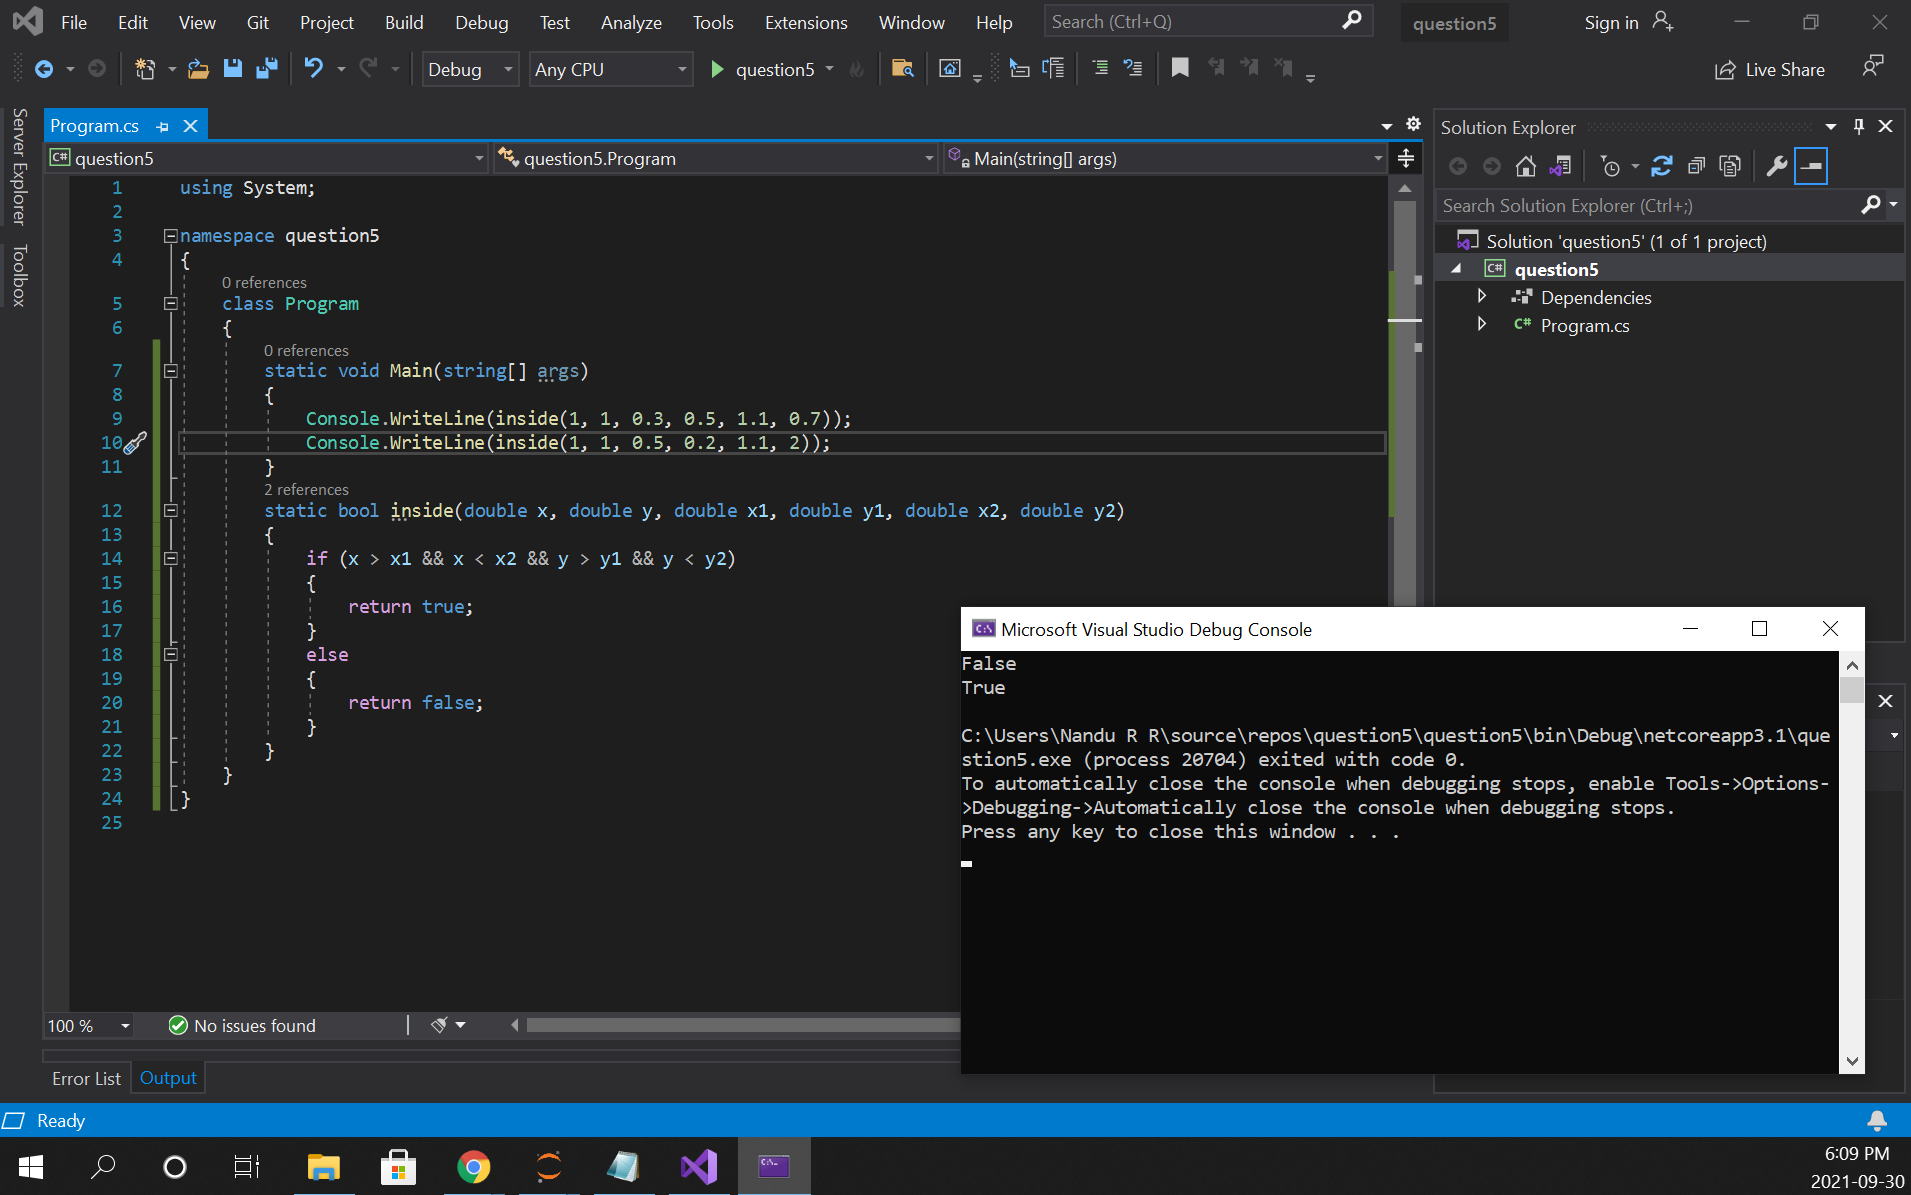 File Edit View Git Project Build Debug Test Analyze Tools Extensions Window Help Search (Ctrl+Q) question5 Sign in
Debug Any CPU question5 Live Share
Server Explorer
Toolbox
Program.cs
C# question5 question5.Program Main(string[] args)
1 using System;
2
3 namespace question5
4 {
0 references
5 class Program
6 {
0 references
7 static void Main(string[] args)
8 {
9 Console.WriteLine(inside(1, 1, 0.3, 0.5, 1.1, 0.7));
10 Console.WriteLine(inside(1, 1, 0.5, 0.2, 1.1, 2));
11 }
2 references
12 static bool inside(double x, double y, double x1, double y1, double x2, double y2)
13 {
14 if (x > x1 && x < x2 && y > y1 && y < y2)
15 {
16 return true;
17 }
18 else
19 {
20 return false;
21 }
22 }
23 }
24 }
25
100 % No issues found
Error List Output
Solution Explorer
Search Solution Explorer (Ctrl+;)
Solution 'question5' (1 of 1 project)
C# question5
Dependencies
C# Program.cs
C:\ Microsoft Visual Studio Debug Console
False
True
C:\Users\Nandu R R\source\repos\question5\question5\bin\Debug\netcoreapp3.1\que
stion5.exe (process 20704) exited with code 0.
To automatically close the console when debugging stops, enable Tools->Options-
>Debugging->Automatically close the console when debugging stops.
Press any key to close this window . . .
Ready
6:09 PM
2021-09-30